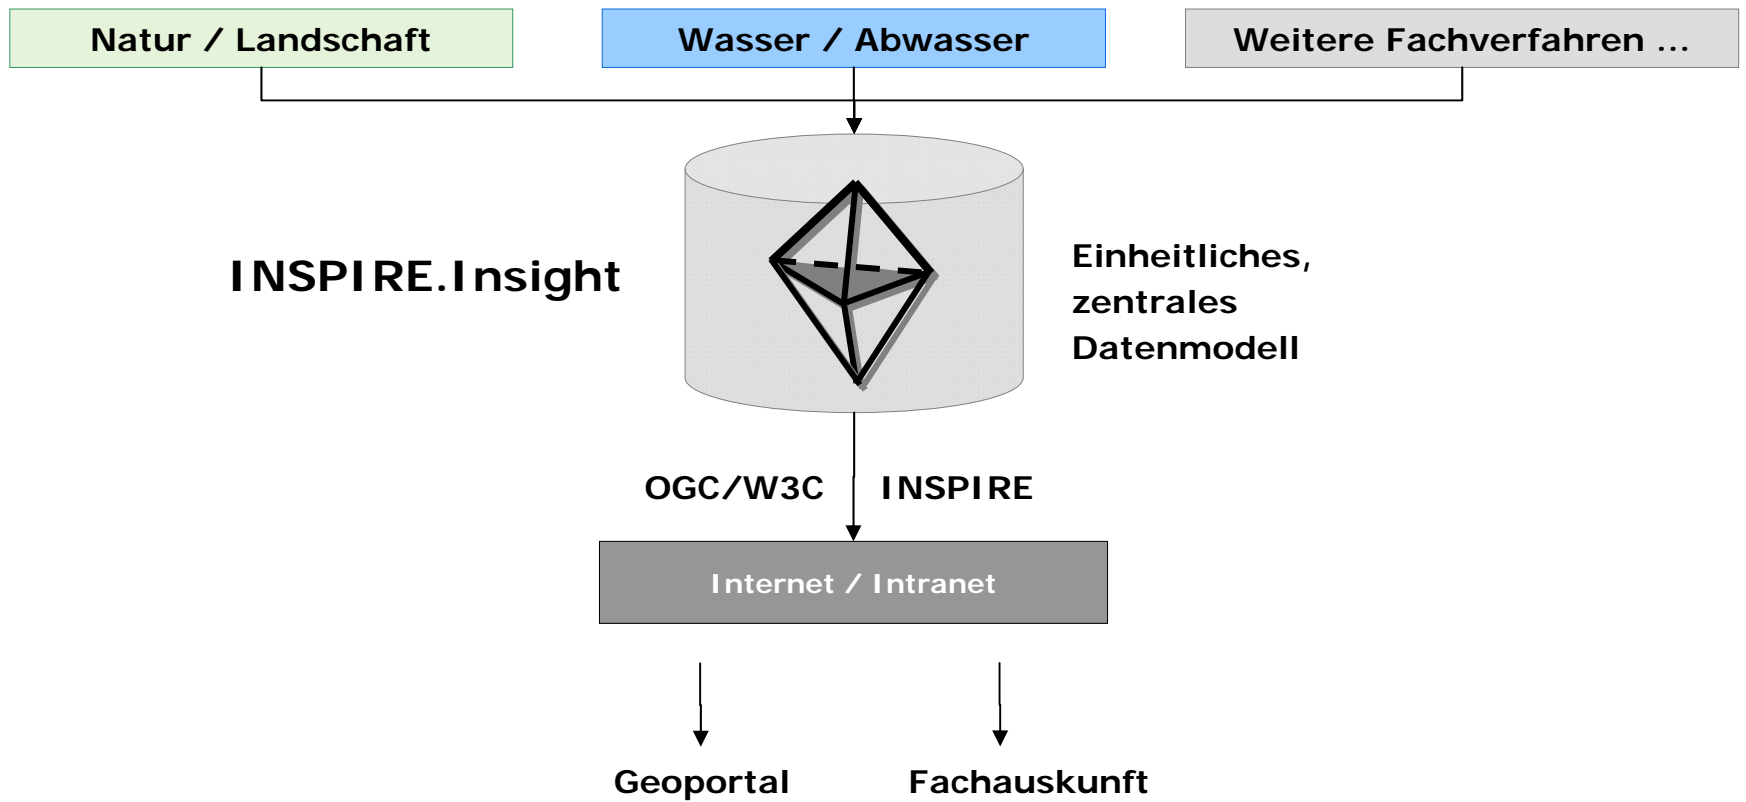 Natur / Landschaft
Wasser / Abwasser
Weitere Fachverfahren ...
INSPIRE.Insight
Einheitliches,
zentrales
Datenmodell
OGC/W3C
INSPIRE
Internet / Intranet
Geoportal
Fachauskunft